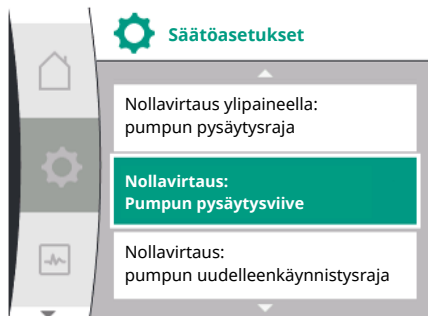 Säätöasetukset
Nollavirtaus ylipaineella:
pumpun pysäytysraja
Nollavirtaus:
Pumpun pysäytysviive
Nollavirtaus:
pumpun uudelleenkäynnistysraja